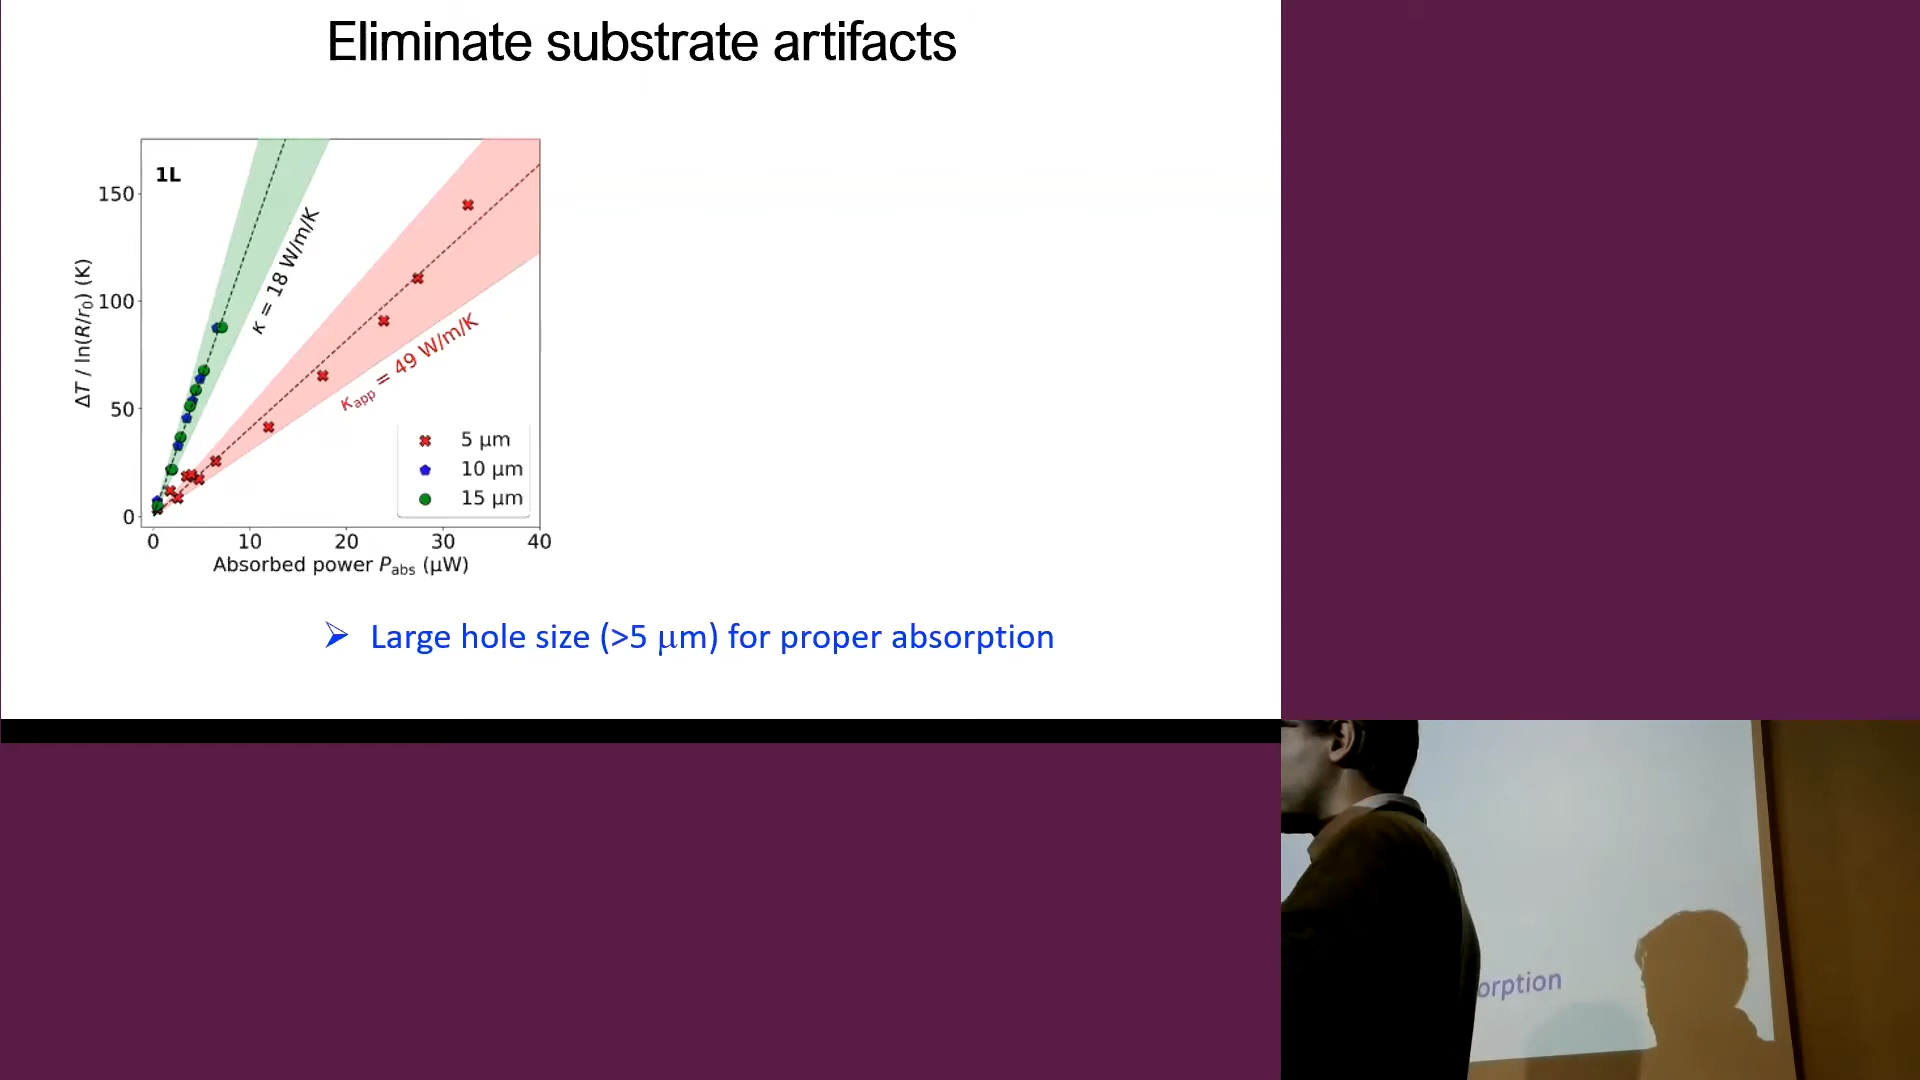 Eliminate substrate artifacts
1L
150
100
50
0
ΔT / ln(R/r₀) (K)
κ = 18 W/m/K
κapp = 49 W/m/K
5 μm
10 μm
15 μm
0 10 20 30 40
Absorbed power Pabs (μW)
➢ Large hole size (>5 μm) for proper absorption
orption